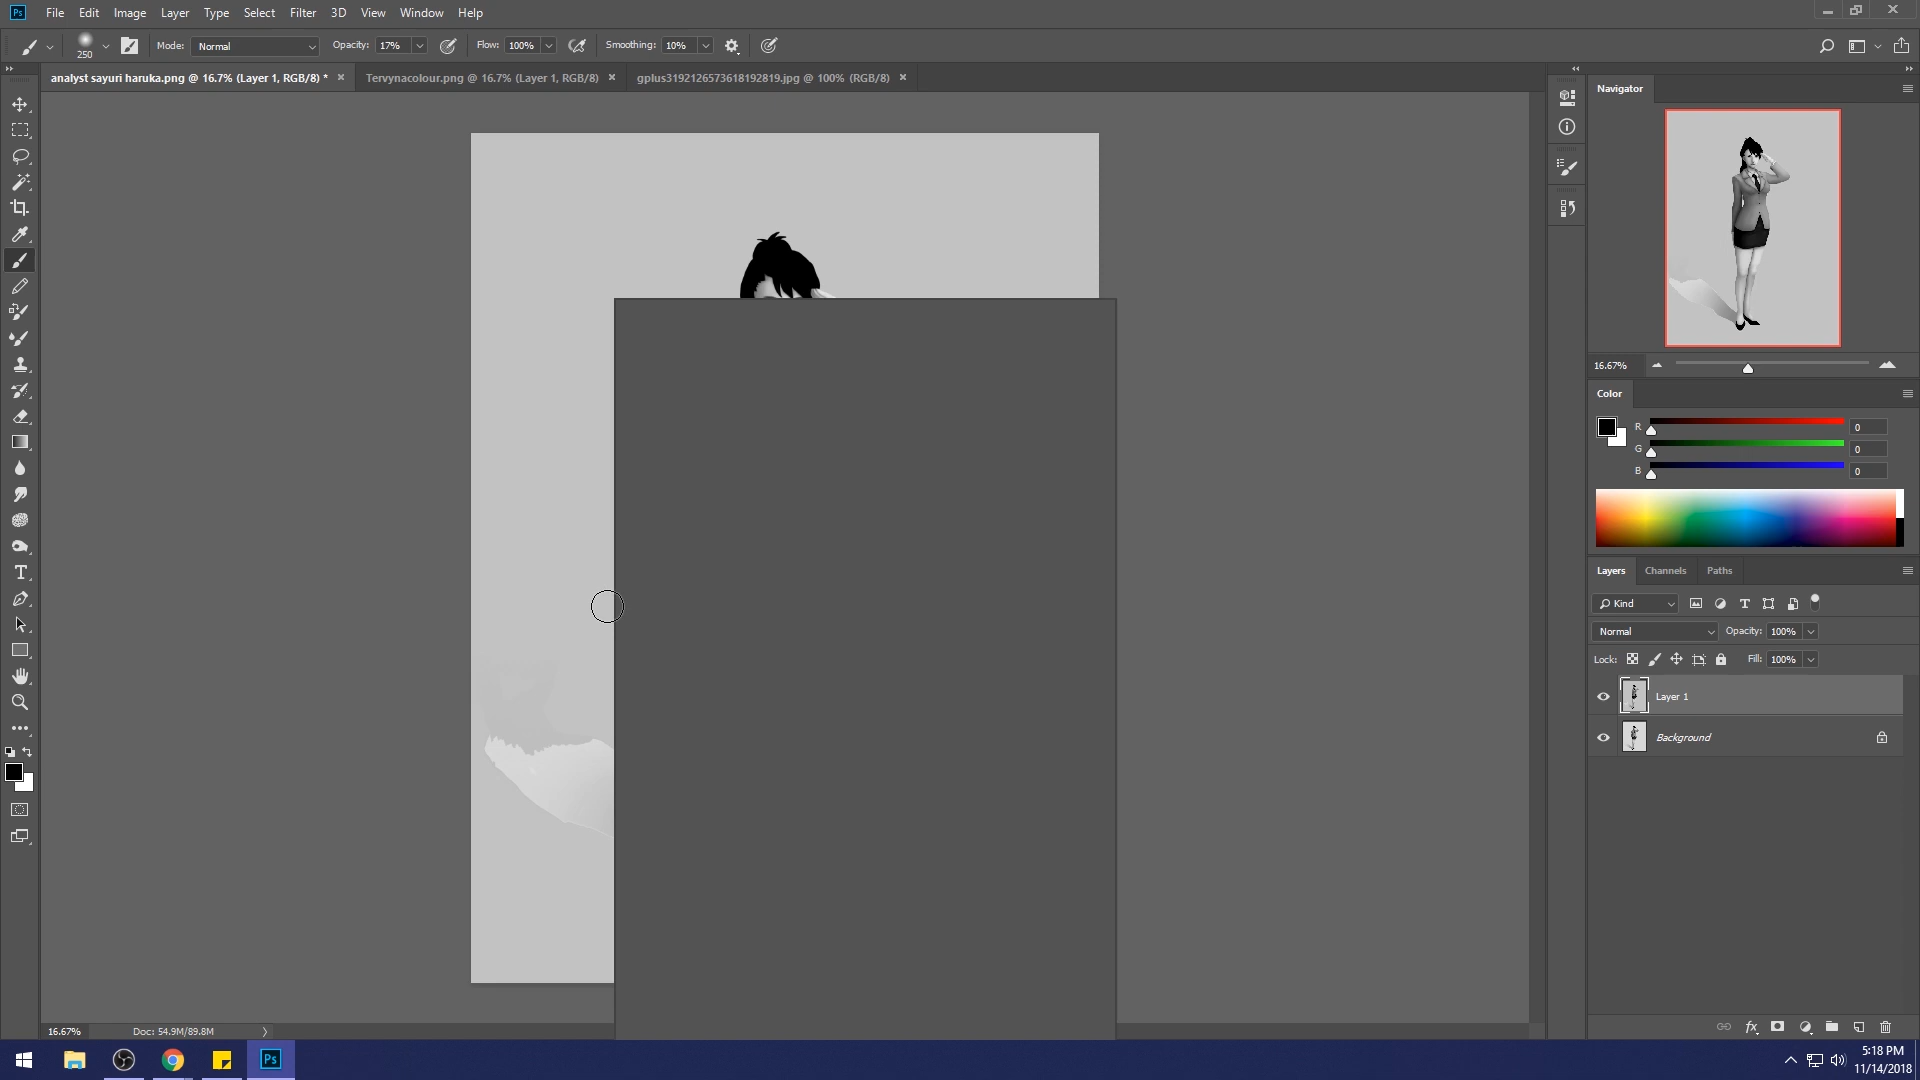 Ps File Edit Image Layer Type Select Filter 3D View Window Help
250 Mode: Normal Opacity: 17% Flow: 100% Smoothing: 10%
analyst sayuri haruka.png @ 16.7% (Layer 1, RGB/8) * Tervynacolour.png @ 16.7% (Layer 1, RGB/8) gplus3192126573618192819.jpg @ 100% (RGB/8)
Navigator
16.67%
Color
R 0
G 0
B 0
Layers Channels Paths
Kind
Normal Opacity: 100%
Lock: Fill: 100%
Layer 1
Background
16.67% Doc: 54.9M/89.8M
Ps
5:18 PM
11/14/2018